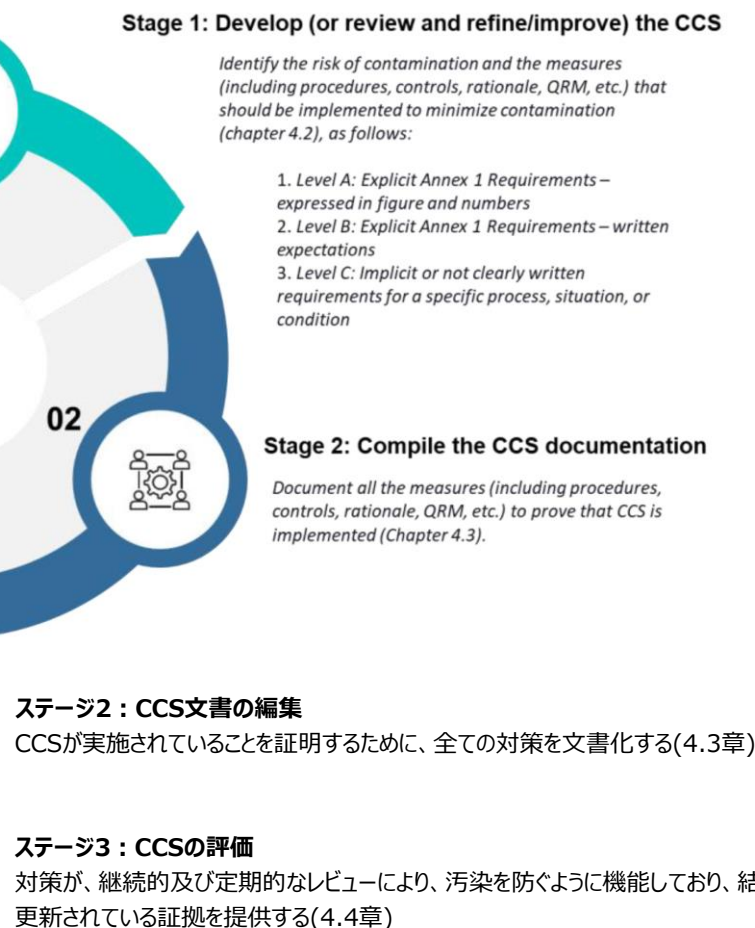 Stage 1: Develop (or review and refine/improve) the CCS
Identify the risk of contamination and the measures
(including procedures, controls, rationale, QRM, etc.) that
should be implemented to minimize contamination
(chapter 4.2), as follows:
1. Level A: Explicit Annex 1 Requirements –
expressed in figure and numbers
2. Level B: Explicit Annex 1 Requirements – written
expectations
3. Level C: Implicit or not clearly written
requirements for a specific process, situation, or
condition
02
Stage 2: Compile the CCS documentation
Document all the measures (including procedures,
controls, rationale, QRM, etc.) to prove that CCS is
implemented (Chapter 4.3).
ステージ2：CCS文書の編集
CCSが実施されていることを証明するために、全ての対策を文書化する(4.3章)
ステージ3：CCSの評価
対策が、継続的及び定期的なレビューにより、汚染を防ぐように機能しており、結
更新されている証拠を提供する(4.4章)